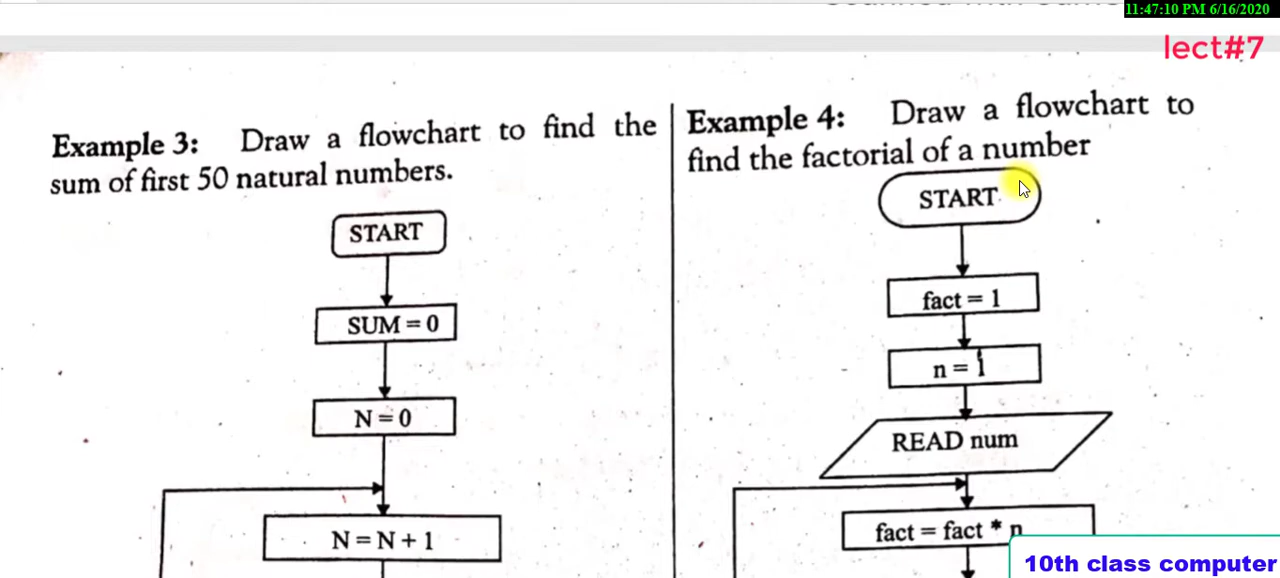 11:47:10 PM 6/16/2020
lect#7
Example 3: Draw a flowchart to find the
sum of first 50 natural numbers.
START
SUM = 0
N = 0
N = N + 1
Example 4: Draw a flowchart to
find the factorial of a number
START
fact = 1
n = 1
READ num
fact = fact * n
10th class computer